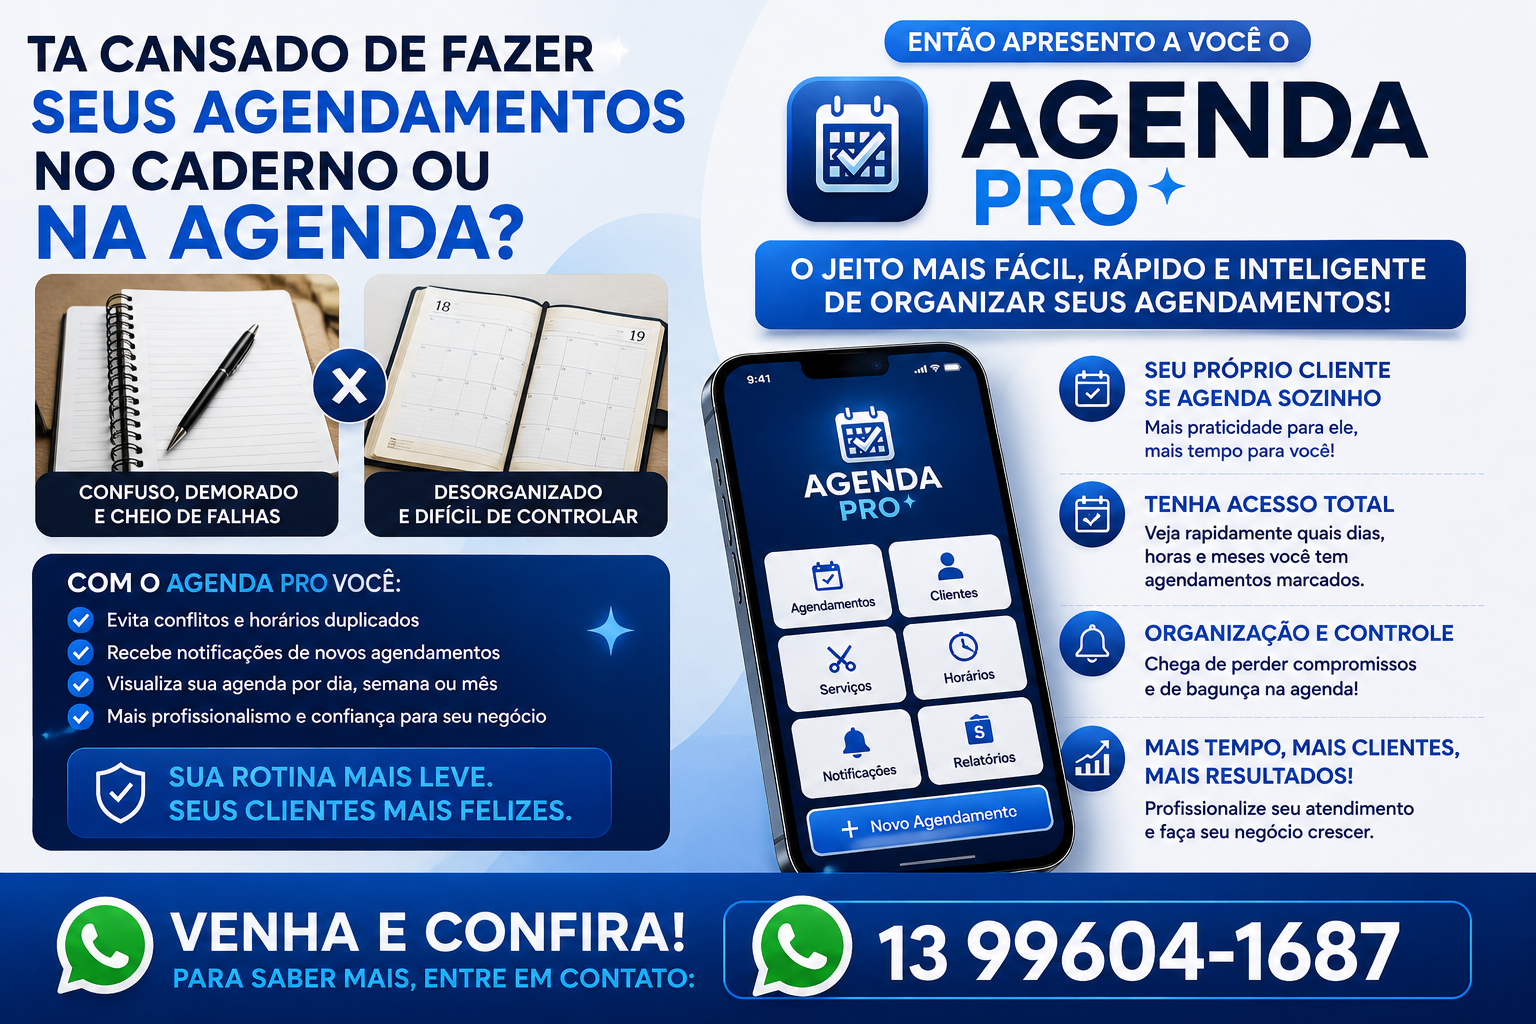 TA CANSADO DE FAZER
SEUS AGENDAMENTOS
NO CADERNO OU
NA AGENDA?
18
19
X
CONFUSO, DEMORADO
E CHEIO DE FALHAS
DESORGANIZADO
E DIFÍCIL DE CONTROLAR
COM O AGENDA PRO VOCÊ:
Evita conflitos e horários duplicados
Recebe notificações de novos agendamentos
Visualiza sua agenda por dia, semana ou mês
Mais profissionalismo e confiança para seu negócio
SUA ROTINA MAIS LEVE.
SEUS CLIENTES MAIS FELIZES.
ENTÃO APRESENTO A VOCÊ O
AGENDA
PRO
O JEITO MAIS FÁCIL, RÁPIDO E INTELIGENTE
DE ORGANIZAR SEUS AGENDAMENTOS!
9:41
AGENDA
PRO
Agendamentos
Clientes
Serviços
Horários
Notificações
S
Relatórios
+ Novo Agendamento
SEU PRÓPRIO CLIENTE
SE AGENDA SOZINHO
Mais praticidade para ele,
mais tempo para você!
TENHA ACESSO TOTAL
Veja rapidamente quais dias,
horas e meses você tem
agendamentos marcados.
ORGANIZAÇÃO E CONTROLE
Chega de perder compromissos
e de bagunça na agenda!
MAIS TEMPO, MAIS CLIENTES,
MAIS RESULTADOS!
Profissionalize seu atendimento
e faça seu negócio crescer.
VENHA E CONFIRA!
PARA SABER MAIS, ENTRE EM CONTATO:
13 99604-1687